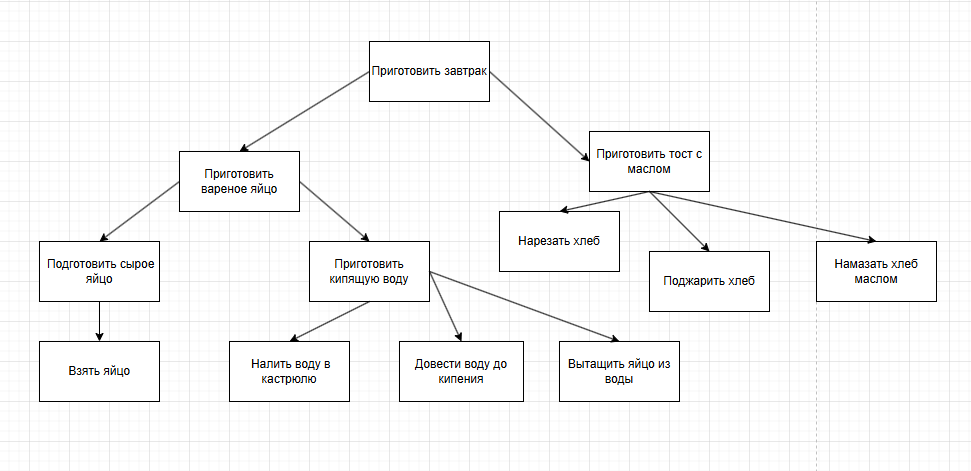 Приготовить завтрак
Приготовить тост с
маслом
Приготовить
вареное яйцо
Нарезать хлеб
Подготовить сырое
яйцо
Приготовить
кипящую воду
Поджарить хлеб
Намазать хлеб
маслом
Взять яйцо
Налить воду в
кастрюлю
Довести воду до
кипения
Вытащить яйцо из
воды